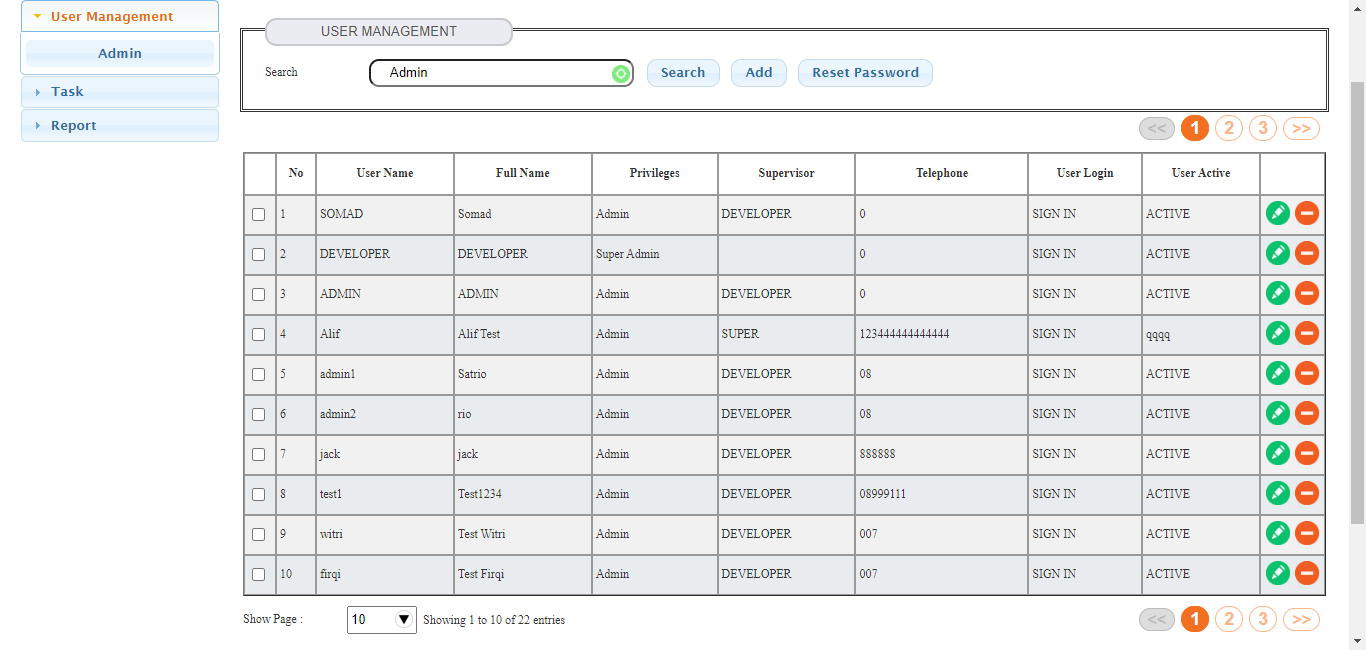 User Management
Admin
Task
Report
USER MANAGEMENT
Search Admin Search Add Reset Password
<< 1 2 3 >>
No User Name Full Name Privileges Supervisor Telephone User Login User Active
1 SOMAD Somad Admin DEVELOPER 0 SIGN IN ACTIVE
2 DEVELOPER DEVELOPER Super Admin 0 SIGN IN ACTIVE
3 ADMIN ADMIN Admin DEVELOPER 0 SIGN IN ACTIVE
4 Alif Alif Test Admin SUPER 123444444444444 SIGN IN qqqq
5 admin1 Satrio Admin DEVELOPER 08 SIGN IN ACTIVE
6 admin2 rio Admin DEVELOPER 08 SIGN IN ACTIVE
7 jack jack Admin DEVELOPER 888888 SIGN IN ACTIVE
8 test1 Test1234 Admin DEVELOPER 08999111 SIGN IN ACTIVE
9 witri Test Witri Admin DEVELOPER 007 SIGN IN ACTIVE
10 firqi Test Firqi Admin DEVELOPER 007 SIGN IN ACTIVE
Show Page : 10 Showing 1 to 10 of 22 entries << 1 2 3 >>